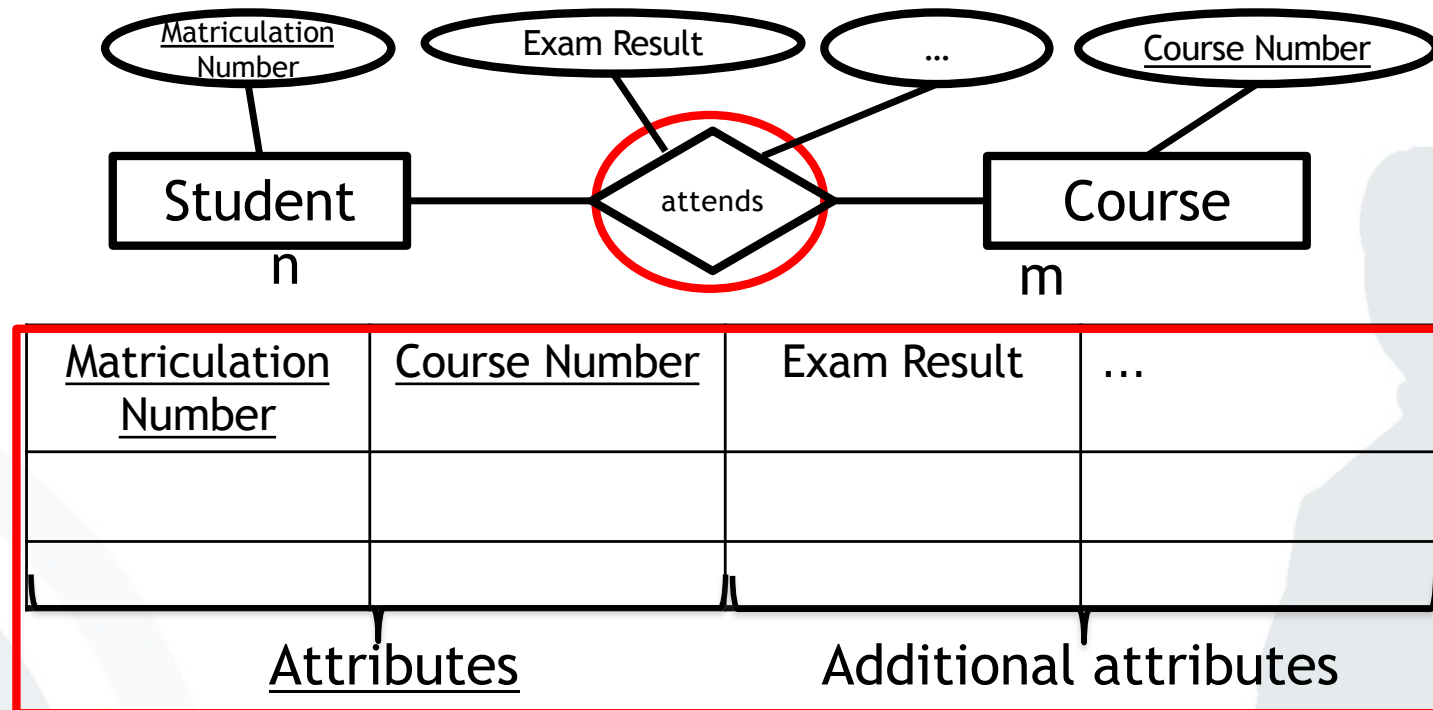 Matriculation
Number
Exam Result
...
Course Number
Student
attends
Course
n
m
Matriculation
Number
Course Number
Exam Result
...
Attributes
Additional attributes